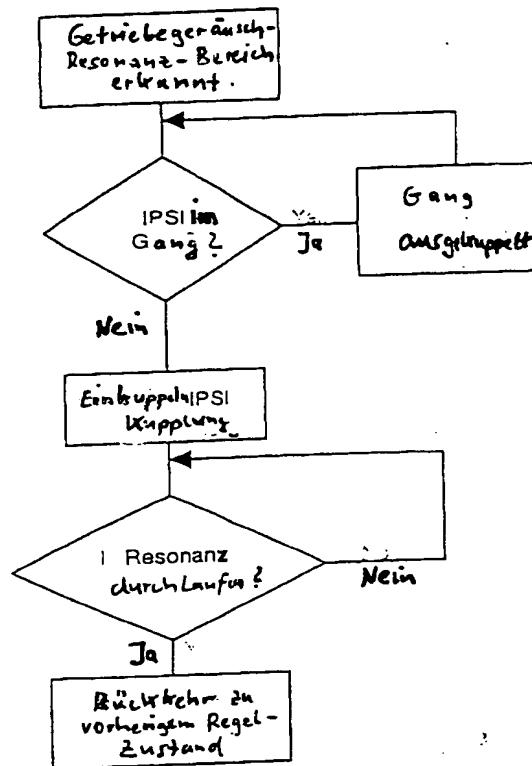 Getriebegeräusch-
Resonanz-Bereich
erkannt.
IPSI im
Gang?
Ja
Gang
ausgekuppelt
Nein
Einkuppeln IPSI
Kupplung
Resonanz
durchlaufen?
Nein
Ja
Rückkehr zu
vorherigem Regel-
Zustand